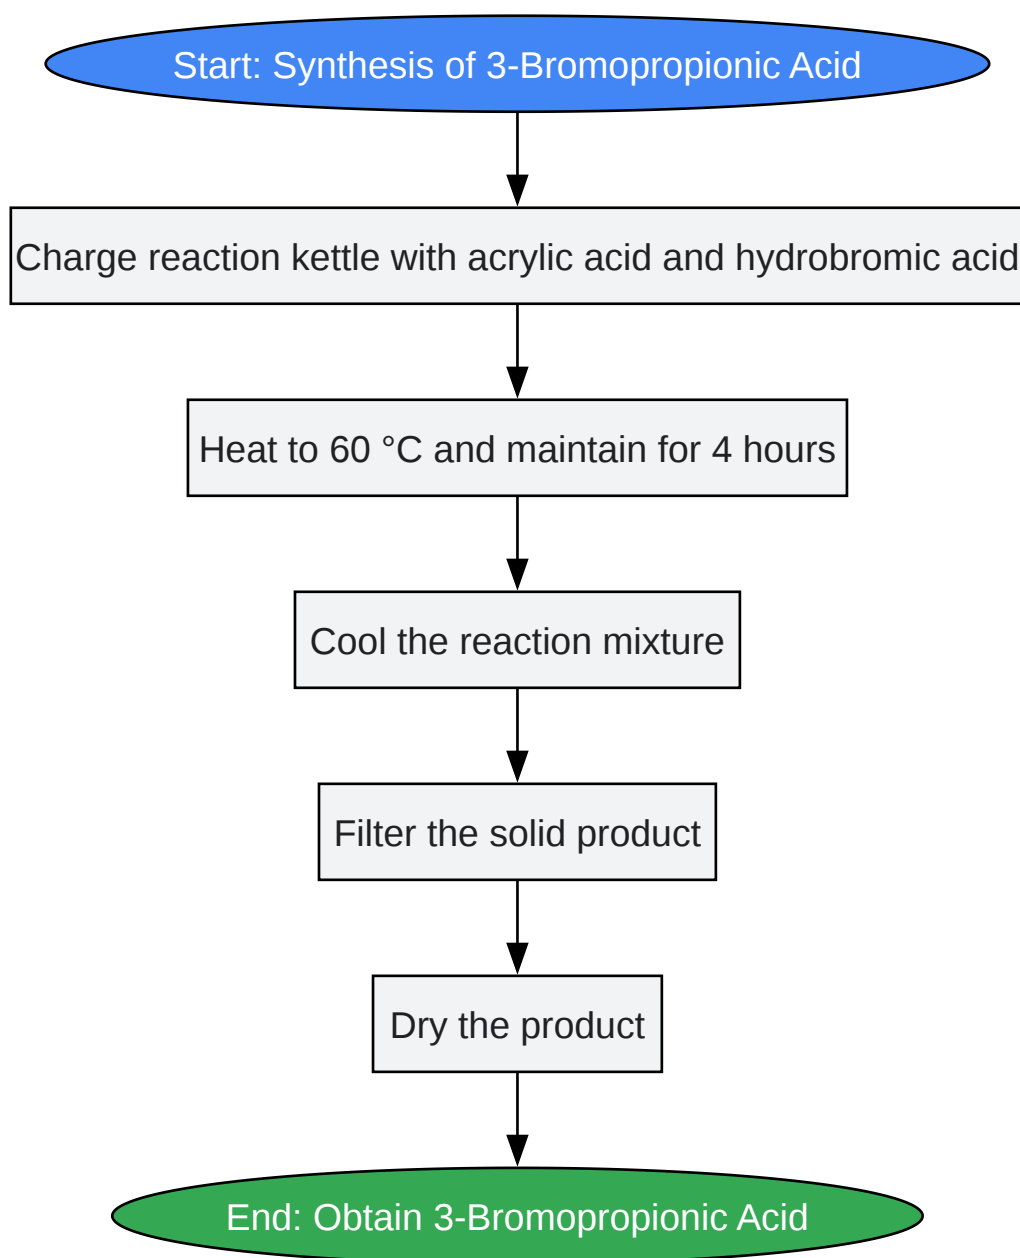 Start: Synthesis of 3-Bromopropionic Acid
Charge reaction kettle with acrylic acid and hydrobromic acid
Heat to 60 °C and maintain for 4 hours
Cool the reaction mixture
Filter the solid product
Dry the product
End: Obtain 3-Bromopropionic Acid